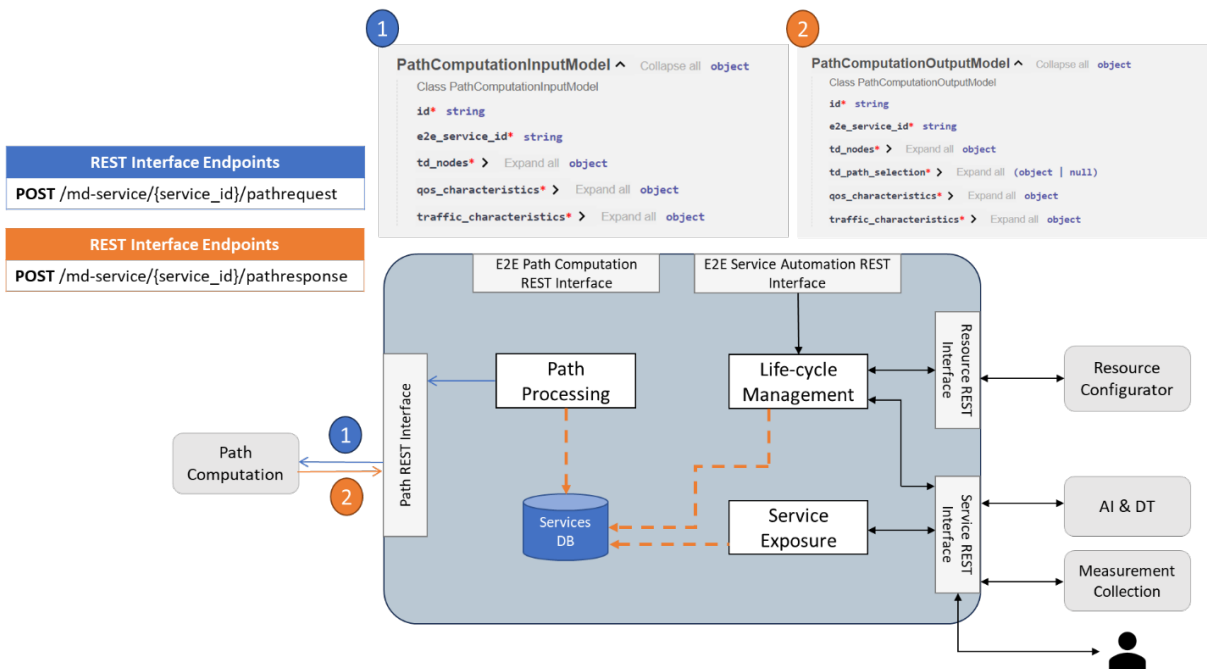 1
2
PathComputationInputModel Collapse all object
Class PathComputationInputModel
id* string
e2e_service_id* string
td_nodes* > Expand all object
qos_characteristics* > Expand all object
traffic_characteristics* > Expand all object
PathComputationOutputModel Collapse all object
Class PathComputationOutputModel
id* string
e2e_service_id* string
td_nodes* > Expand all object
td_path_selection* > Expand all (object | null)
qos_characteristics* > Expand all object
traffic_characteristics* > Expand all object
REST Interface Endpoints
POST /md-service/{service_id}/pathrequest
REST Interface Endpoints
POST /md-service/{service_id}/pathresponse
E2E Path Computation
REST Interface
E2E Service Automation REST
Interface
Path
Processing
Life-cycle
Management
Resource REST
Interface
Resource
Configurator
Path REST Interface
Path
Computation
1
2
Services
DB
Service
Exposure
Service REST
Interface
AI & DT
Measurement
Collection